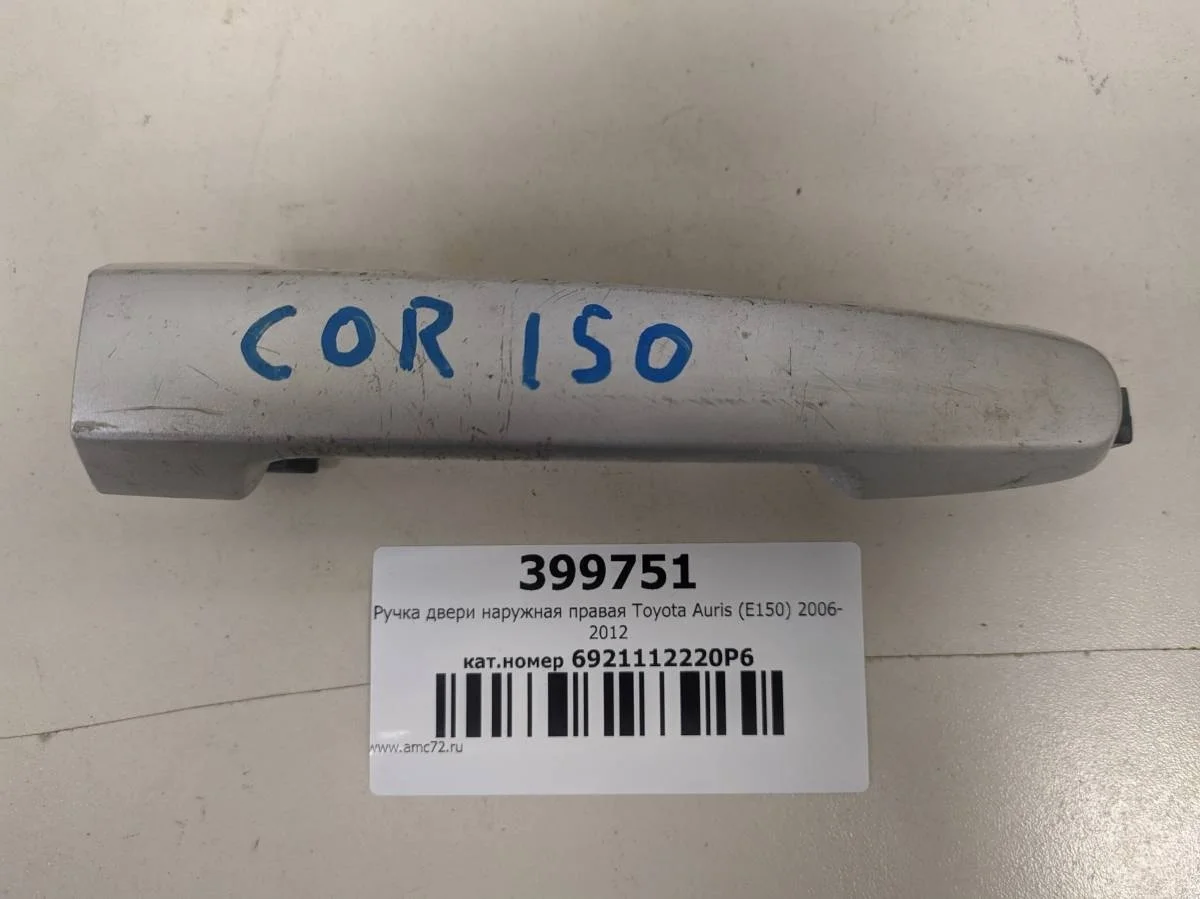 COR 150
399751
Ручка двери наружная правая Toyota Auris (E150) 2006-
2012
кат.номер 6921112220P6
www.amc72.ru